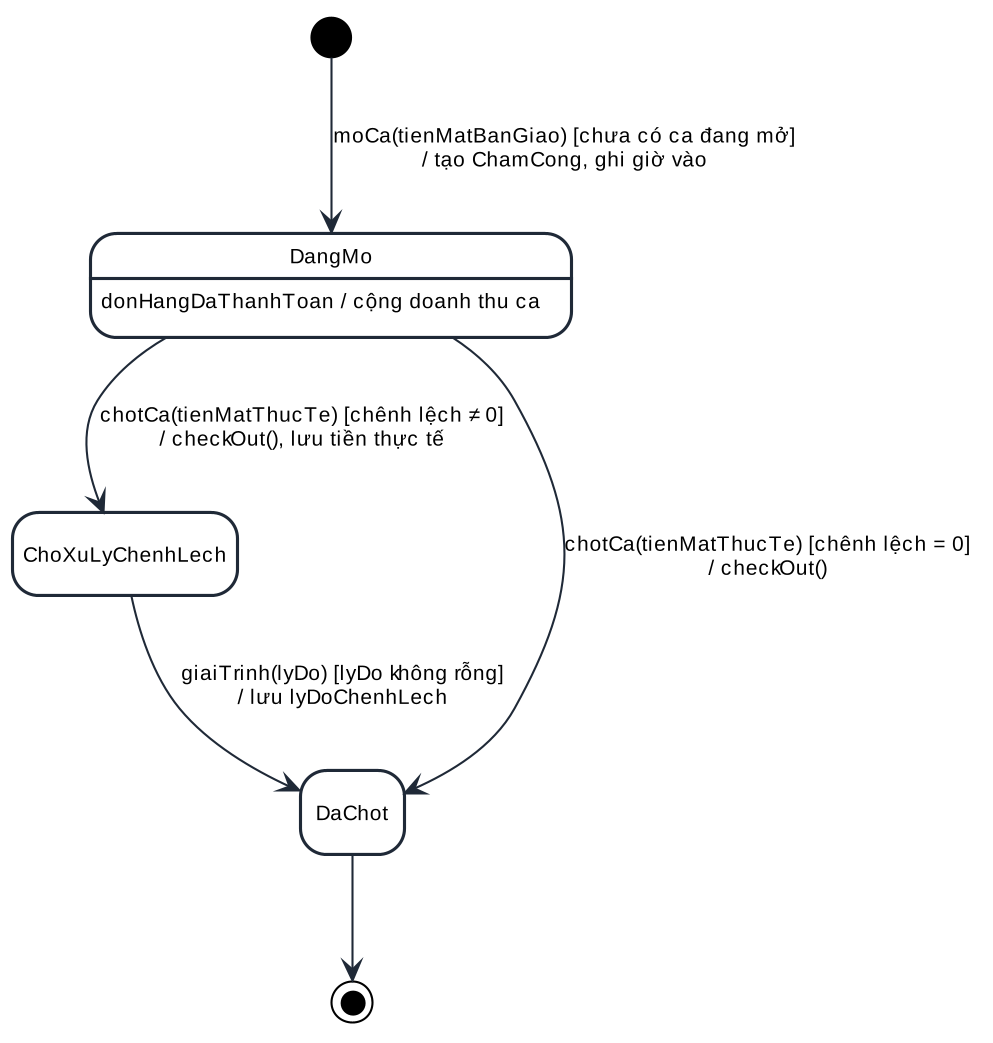 moCa(tienMatBanGiao) [chưa có ca đang mở]
/ tạo ChamCong, ghi giờ vào
DangMo
donHangDaThanhToan / cộng doanh thu ca
chotCa(tienMatThucTe) [chênh lệch ≠ 0]
/ checkOut(), lưu tiền thực tế
ChoXuLyChenhLech
chotCa(tienMatThucTe) [chênh lệch = 0]
/ checkOut()
giaiTrinh(lyDo) [lyDo không rỗng]
/ lưu lyDoChenhLech
DaChot